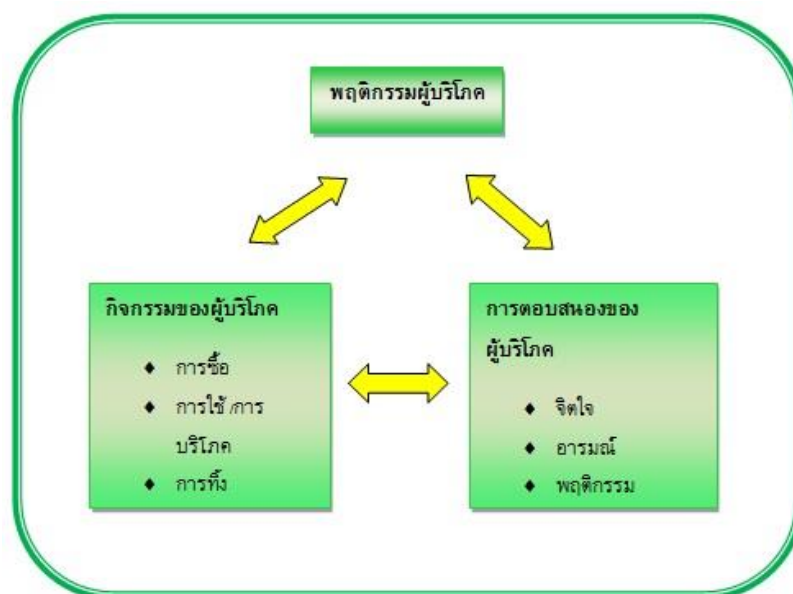 พฤติกรรมผู้บริโภค
กิจกรรมของผู้บริโภค
♦ การซื้อ
♦ การใช้/การ
บริโภค
♦ การทิ้ง
การตอบสนองของ
ผู้บริโภค
♦ จิตใจ
♦ อารมณ์
♦ พฤติกรรม